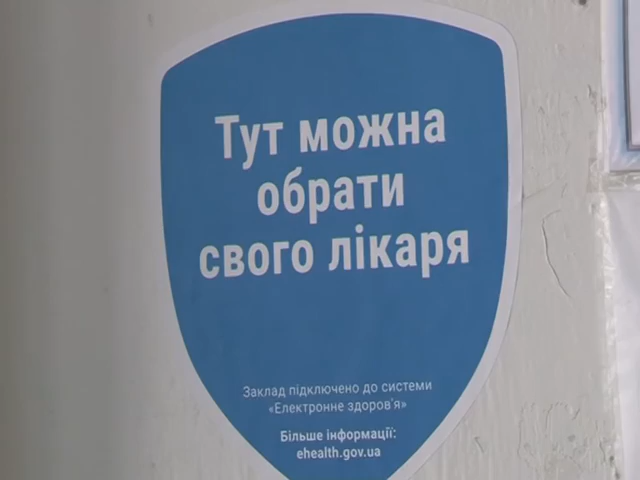 Тут можна
обрати
свого лікаря
Заклад підключено до системи
«Електронне здоров'я»
Більше інформації:
ehealth.gov.ua